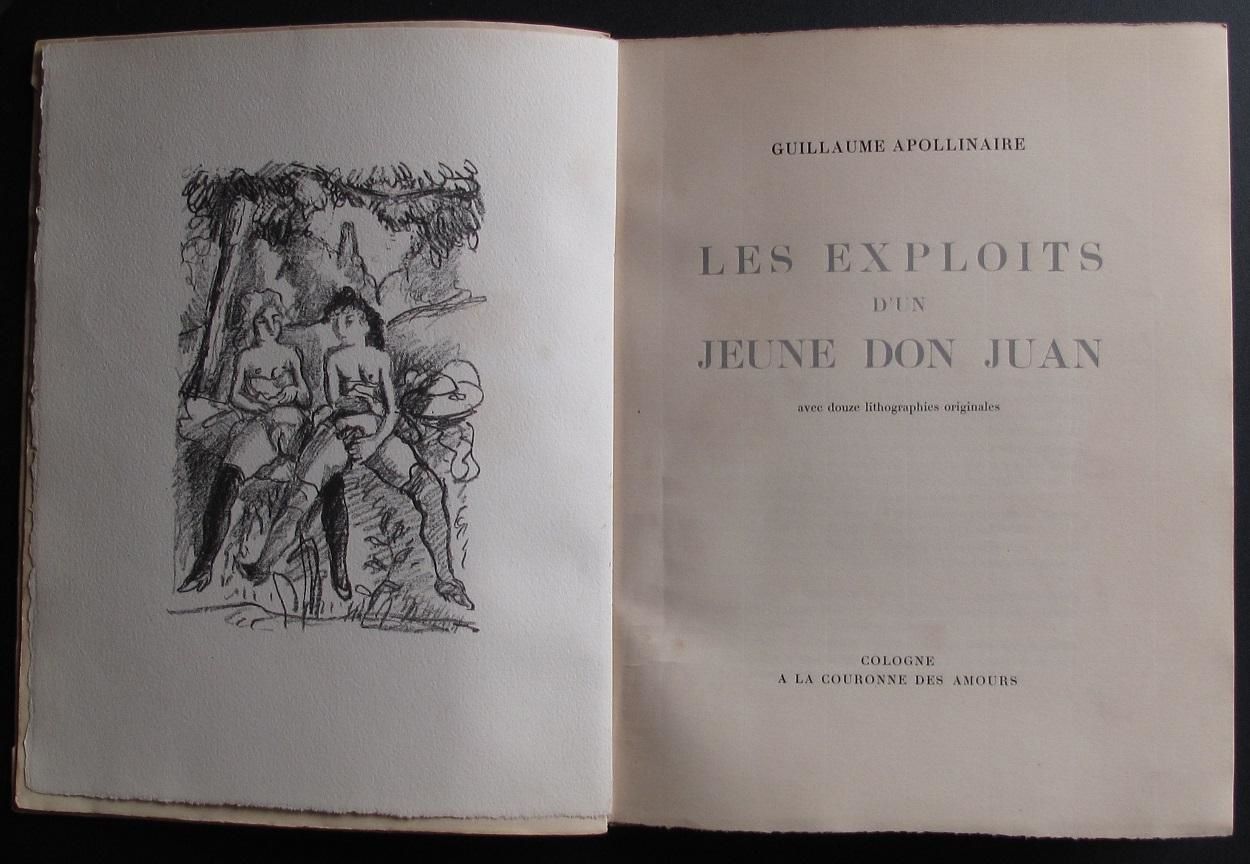 GUILLAUME APOLLINAIRE
LES EXPLOITS
D'UN
JEUNE DON JUAN
avec douze lithographies originales
COLOGNE
A LA COURONNE DES AMOURS